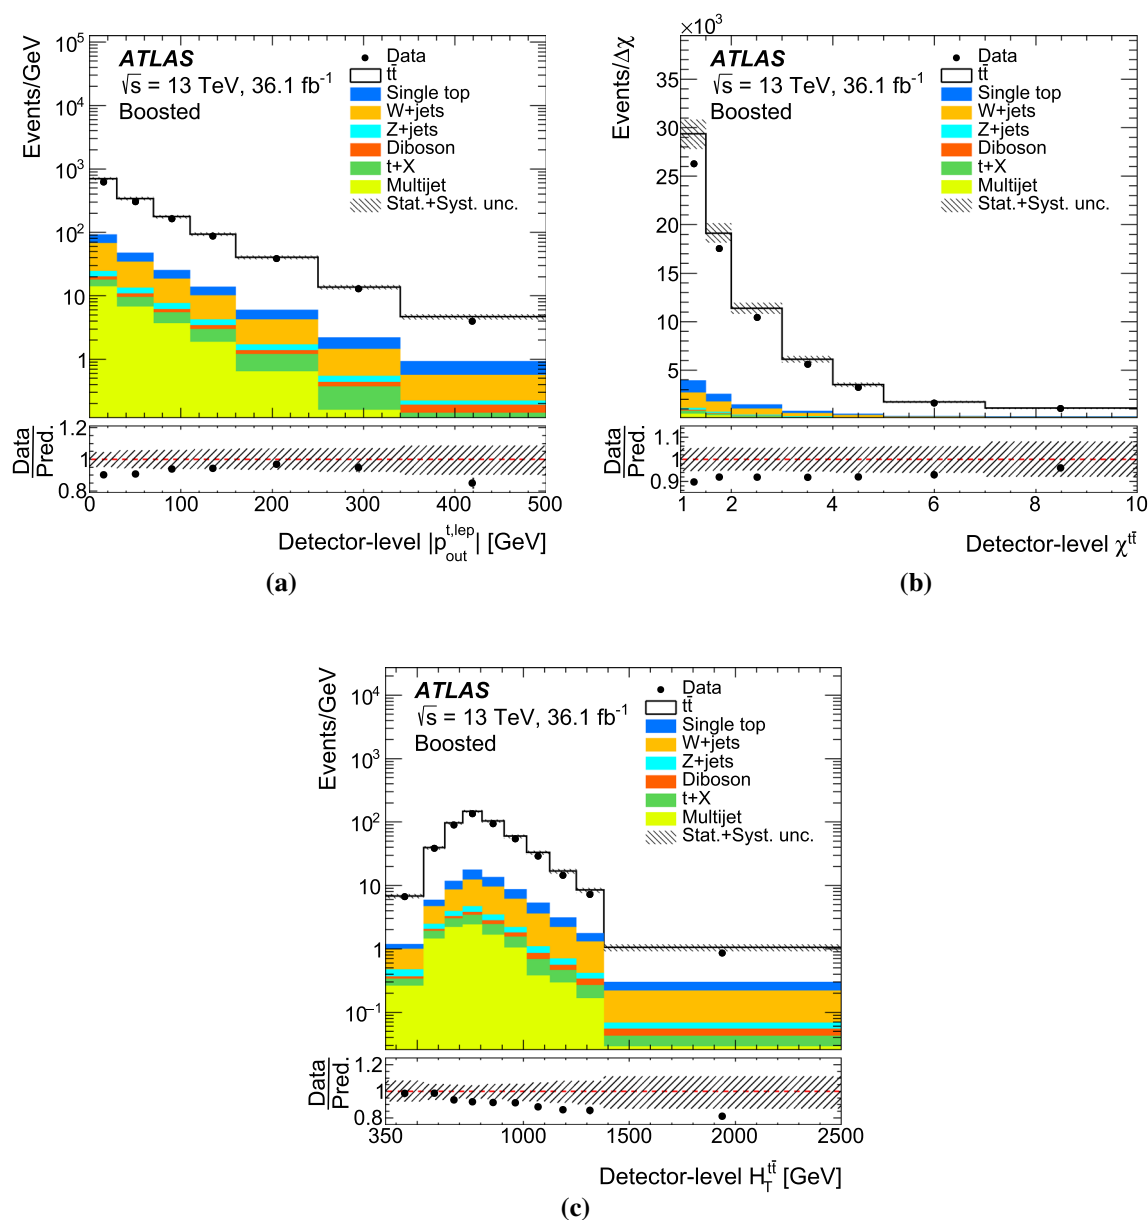 ATLAS
√s = 13 TeV, 36.1 fb⁻¹
Boosted
Data
tt̄
Single top
W+jets
Z+jets
Diboson
t+X
Multijet
Stat.+Syst. unc.
Events/GeV
10⁵
10⁴
10³
10²
10
1
Data
Pred.
1.2
1
0.8
0 100 200 300 400 500
Detector-level |p_out^{t,lep}| [GeV]
(a)
×10³
ATLAS
√s = 13 TeV, 36.1 fb⁻¹
Boosted
Data
tt̄
Single top
W+jets
Z+jets
Diboson
t+X
Multijet
Stat.+Syst. unc.
Events/Δχ
35
30
25
20
15
10
5
Data
Pred.
1.1
1
0.9
1 2 4 6 8 10
Detector-level χ^{tt̄}
(b)
ATLAS
√s = 13 TeV, 36.1 fb⁻¹
Boosted
Data
tt̄
Single top
W+jets
Z+jets
Diboson
t+X
Multijet
Stat.+Syst. unc.
Events/GeV
10⁴
10³
10²
10
1
10⁻¹
Data
Pred.
1.2
1
0.8
350 1000 1500 2000 2500
Detector-level H_T^{tt̄} [GeV]
(c)